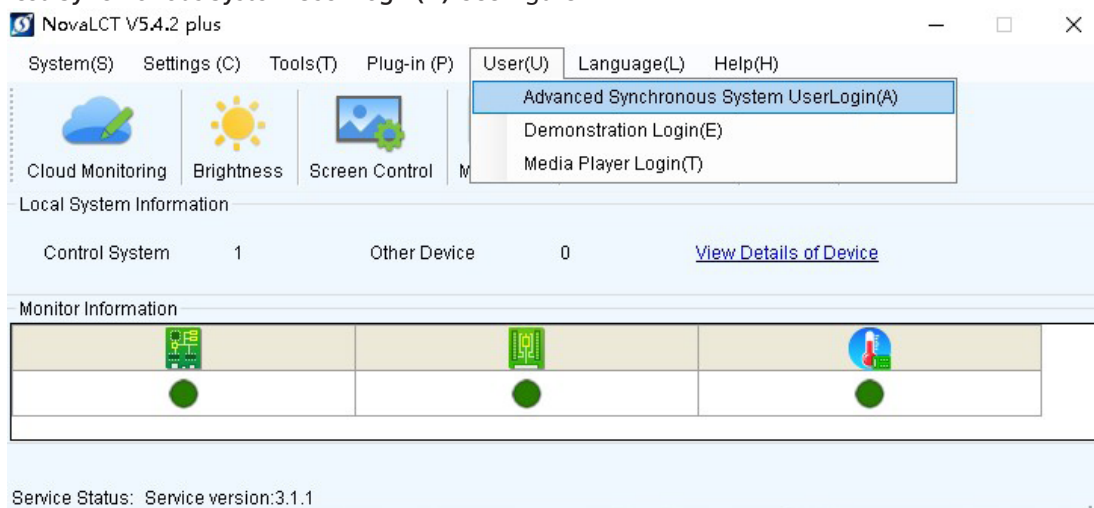 NovaLCT V5.4.2 plus
System(S) Settings (C) Tools(T) Plug-in (P) User(U) Language(L) Help(H)
Advanced Synchronous System UserLogin(A)
Demonstration Login(E)
Media Player Login(T)
Cloud Monitoring Brightness Screen Control
Local System Information
Control System 1 Other Device 0 View Details of Device
Monitor Information
Service Status: Service version:3.1.1